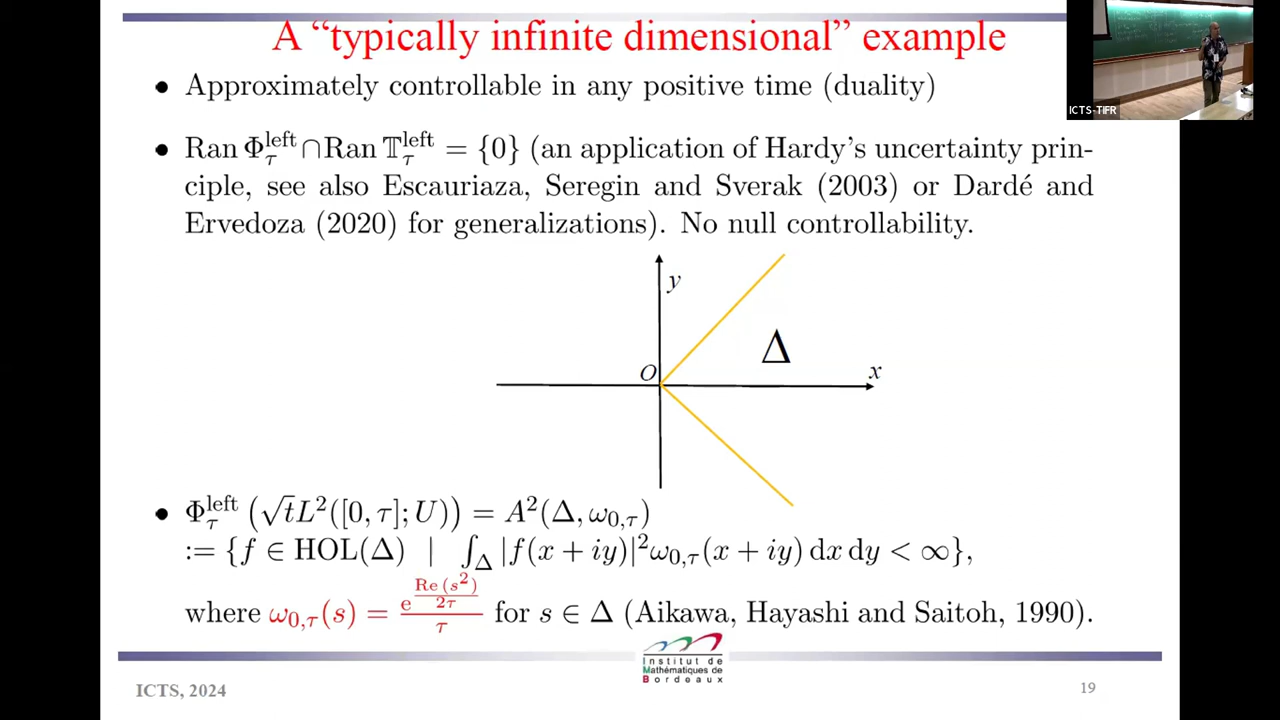 A “typically infinite dimensional” example
ICTS-TIFR
• Approximately controllable in any positive time (duality)
• Ran Φ_τ^left ∩Ran 𝕋_τ^left = {0} (an application of Hardy’s uncertainty prin-
ciple, see also Escauriaza, Seregin and Sverak (2003) or Dardé and
Ervedoza (2020) for generalizations). No null controllability.
y
Δ
O
x
• Φ_τ^left (√t L²([0, τ]; U)) = A²(Δ, ω_{0,τ})
:= {f ∈ HOL(Δ) | ∫_Δ |f(x + iy)|²ω_{0,τ}(x + iy) dx dy < ∞},
where ω_{0,τ}(s) = e^{Re (s²)/2τ}/τ for s ∈ Δ (Aikawa, Hayashi and Saitoh, 1990).
Institut de
Mathématiques de
Bordeaux
ICTS, 2024
19